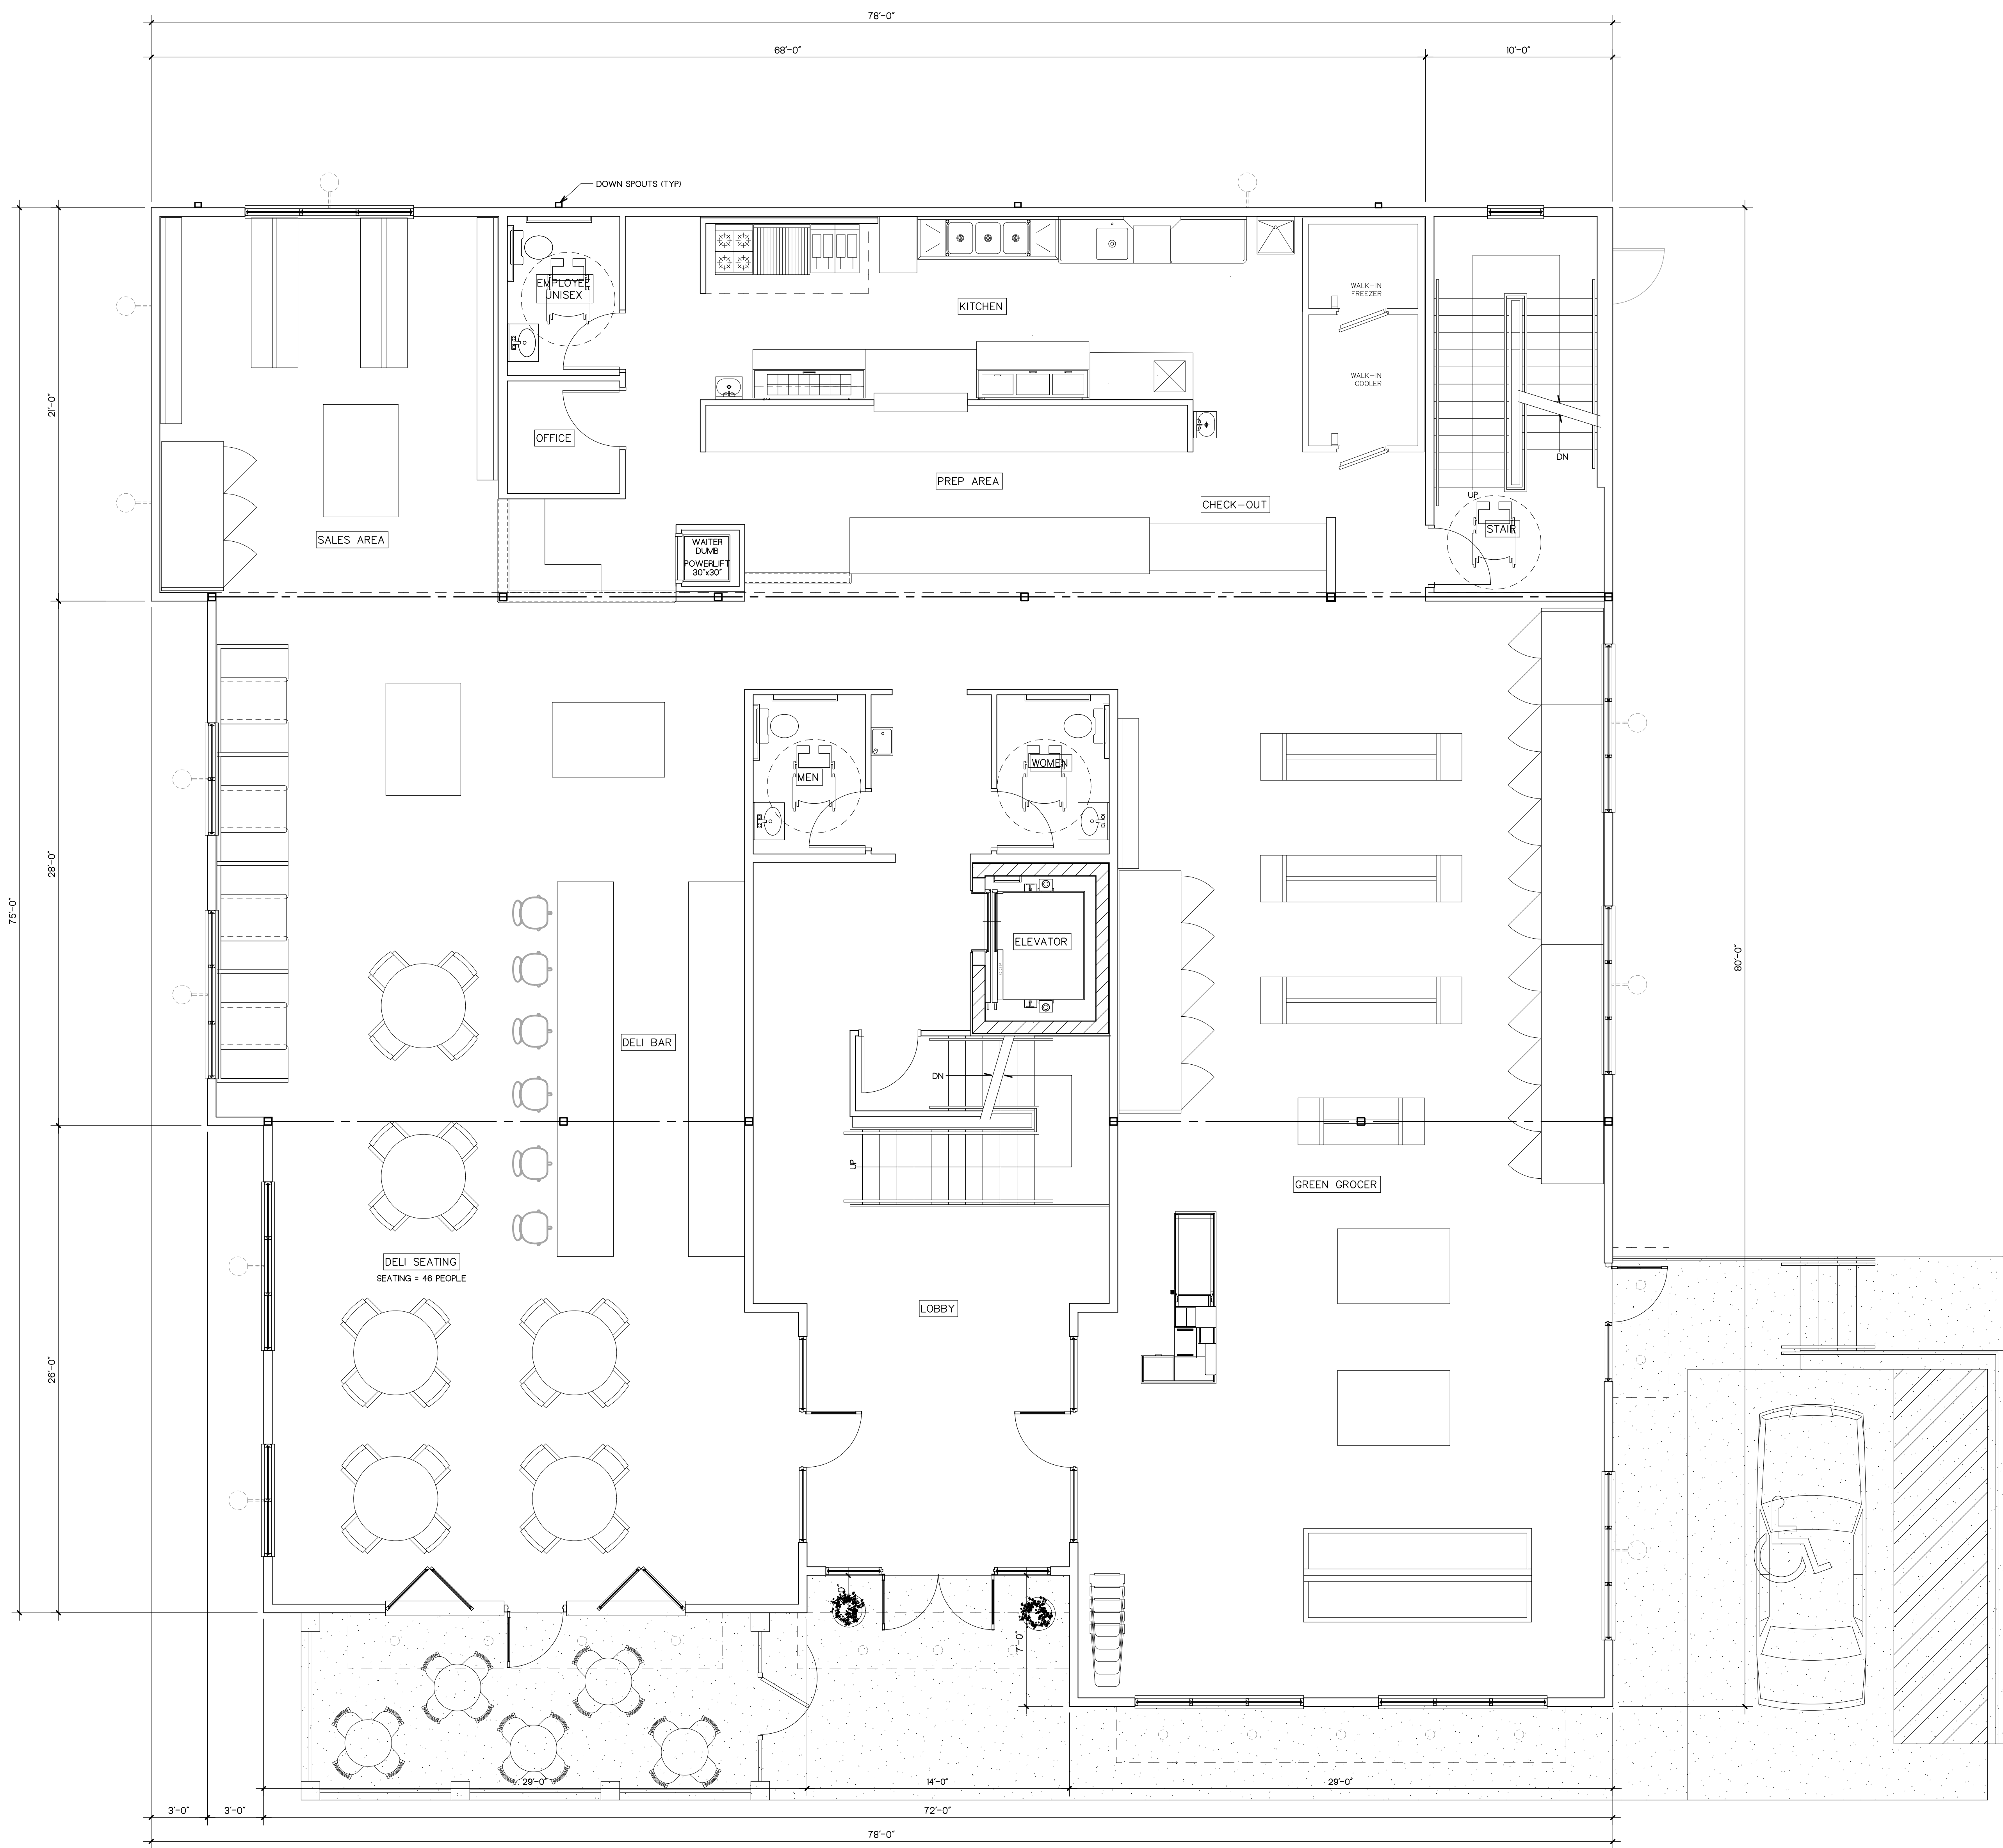 78'-0"
68'-0"
10'-0"
DOWN SPOUTS (TYP)
EMPLOYEE
UNISEX
KITCHEN
WALK-IN
FREEZER
WALK-IN
COOLER
21'-0"
OFFICE
DN
PREP AREA
UP
CHECK-OUT
STAIR
SALES AREA
WAITER
DUMB
POWERLIFT
30"x30"
MEN
WOMEN
28'-0"
75'-0"
ELEVATOR
80'-0"
DELI BAR
DN
UP
GREEN GROCER
DELI SEATING
SEATING = 46 PEOPLE
LOBBY
26'-0"
7'-0"
29'-0"
14'-0"
29'-0"
3'-0"
3'-0"
72'-0"
78'-0"